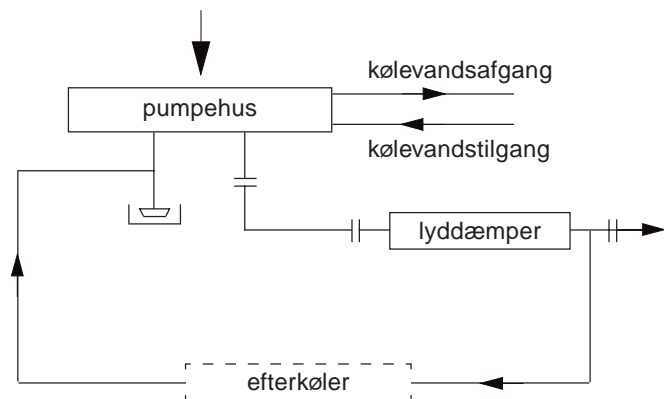 kølevandsafgang
pumpehus
kølevandstilgang
lyddæmper
efterkøler